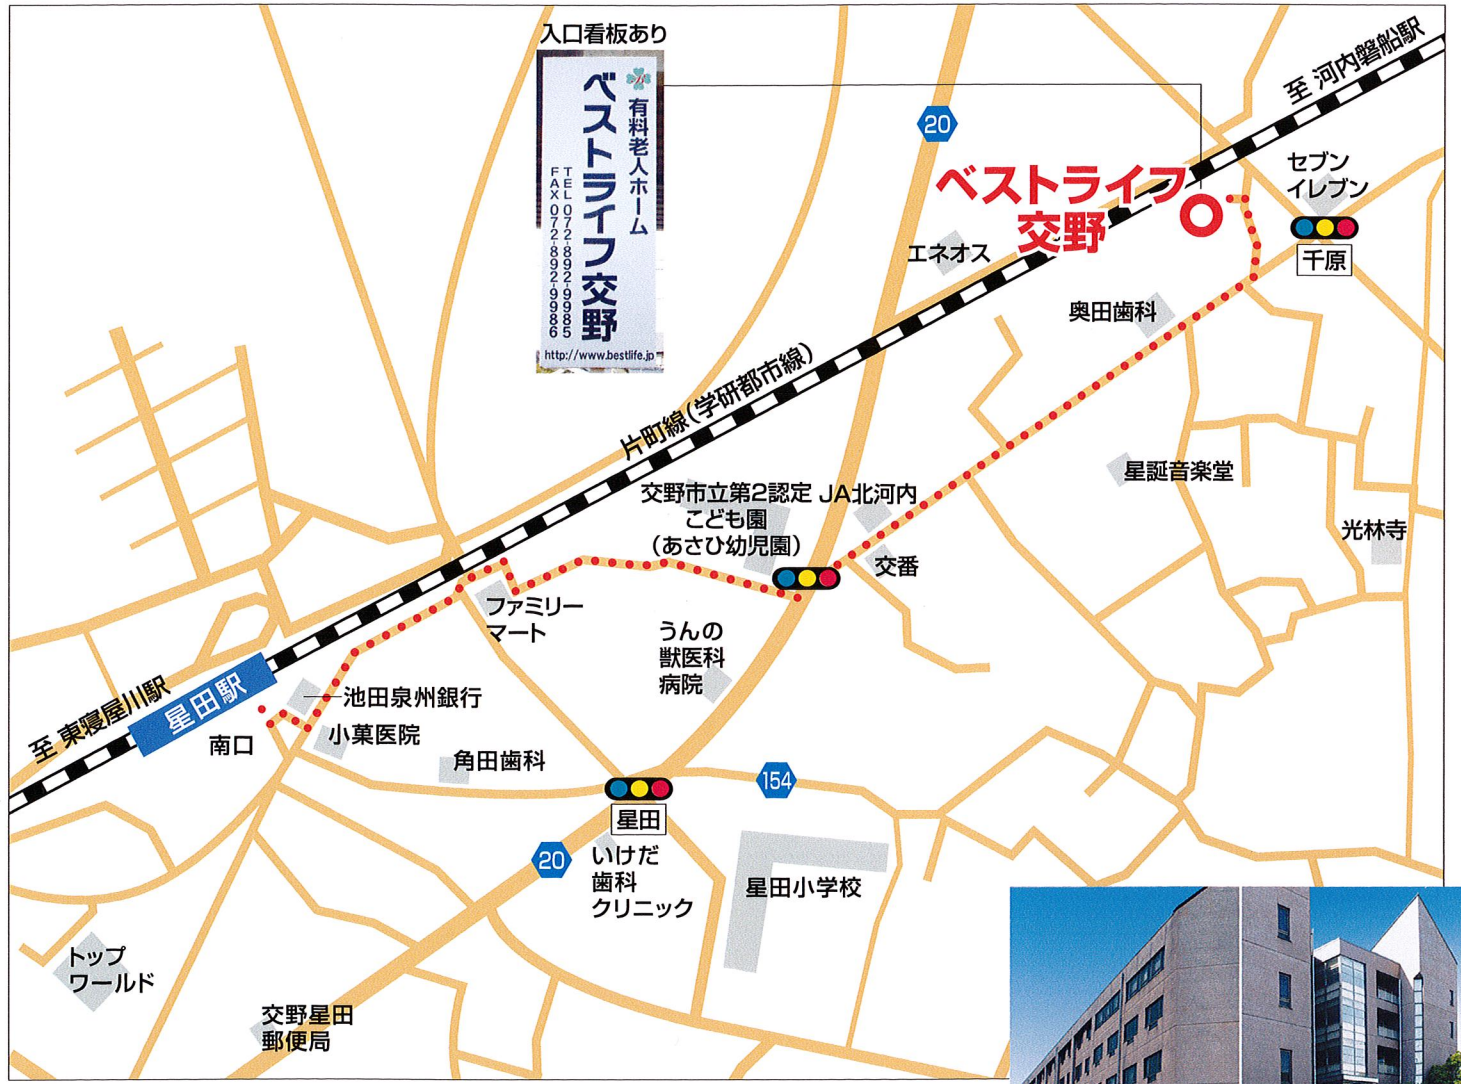 入口看板あり
有料老人ホーム
ベストライフ交野
TEL 072-892-9985
FAX 072-892-9986
http://www.bestlife.jp
至 河内磐船駅
20
セブン
イレブン
ベストライフ
交野
千原
エネオス
奥田歯科
片町線(学研都市線)
星誕音楽堂
交野市立第2認定
こども園
(あさひ幼児園)
JA北河内
光林寺
交番
ファミリー
マート
うんの
獣医科
病院
至 東寝屋川駅
星田駅
南口
池田泉州銀行
小菓医院
角田歯科
154
星田
20
いけだ
歯科
クリニック
星田小学校
トップ
ワールド
交野星田
郵便局